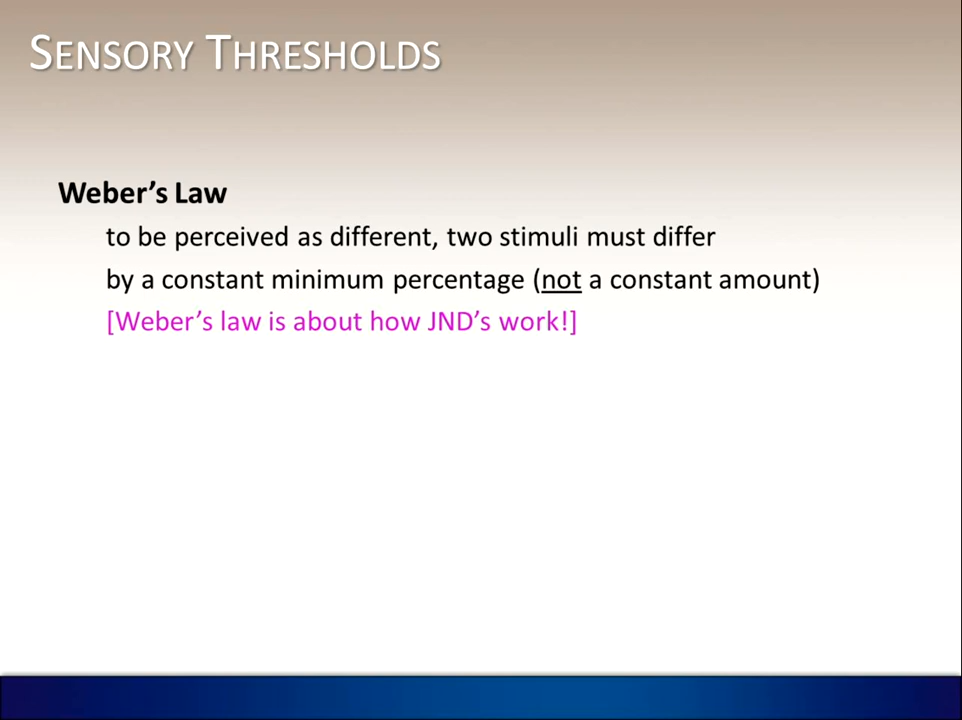 SENSORY THRESHOLDS
Weber’s Law
to be perceived as different, two stimuli must differ
by a constant minimum percentage (not a constant amount)
[Weber’s law is about how JND’s work!]